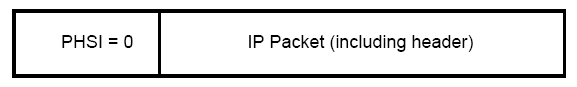 PHSI = 0 IP Packet (including header)